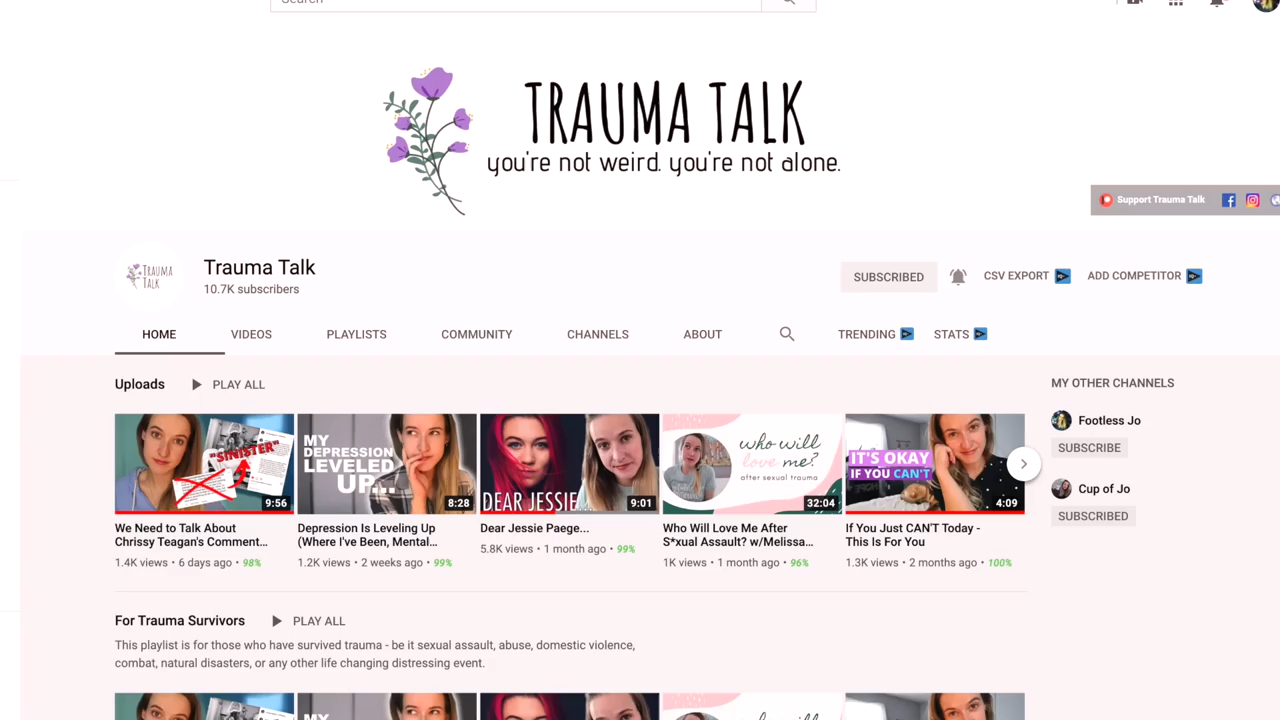 Search
TRAUMA TALK
you're not weird. you're not alone.
Support Trauma Talk
TRAUMA
TALK
Trauma Talk
10.7K subscribers
SUBSCRIBED
CSV EXPORT
ADD COMPETITOR
HOME
VIDEOS
PLAYLISTS
COMMUNITY
CHANNELS
ABOUT
TRENDING
STATS
Uploads
PLAY ALL
MY OTHER CHANNELS
Footless Jo
SUBSCRIBE
Cup of Jo
SUBSCRIBED
"SINISTER"
9:56
We Need to Talk About
Chrissy Teagan's Comment...
1.4K views • 6 days ago • 98%
MY
DEPRESSION
LEVELED
UP...
8:28
Depression Is Leveling Up
(Where I've Been, Mental...
1.2K views • 2 weeks ago • 99%
DEAR JESSIE...
9:01
Dear Jessie Paege...
5.8K views • 1 month ago • 99%
who will
love me?
after sexual trauma
32:04
Who Will Love Me After
S*xual Assault? w/Melissa...
1K views • 1 month ago • 96%
IT'S OKAY
IF YOU CAN'T
4:09
If You Just CAN'T Today -
This Is For You
1.3K views • 2 months ago • 100%
For Trauma Survivors
PLAY ALL
This playlist is for those who have survived trauma - be it sexual assault, abuse, domestic violence,
combat, natural disasters, or any other life changing distressing event.
MY
who will